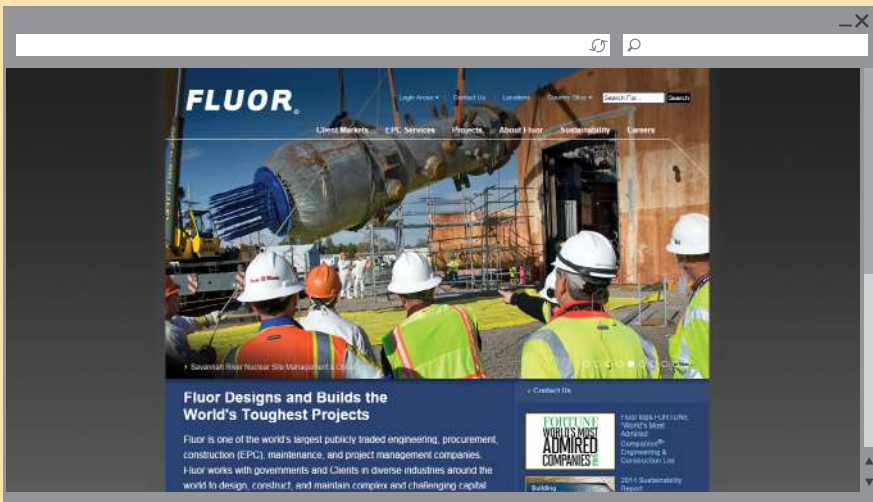 FLUOR®
Login Areas Contact Us Locations Country Sites Search
Client Markets EPC Services Projects About Fluor Sustainability Careers
Savannah River Nuclear Site Management
Fluor Designs and Builds the
World's Toughest Projects
Fluor is one of the world's largest publicly traded engineering, procurement,
construction (EPC), maintenance, and project management companies.
Fluor works with governments and Clients in diverse industries around the
world to design, construct, and maintain complex and challenging capital
Contact Us
FORTUNE
WORLD'S MOST
ADMIRED
COMPANIES
Fluor tops FORTUNE
"World's Most
Admired
Companies®"
Engineering &
Construction List
Building
2014 Sustainability
Report